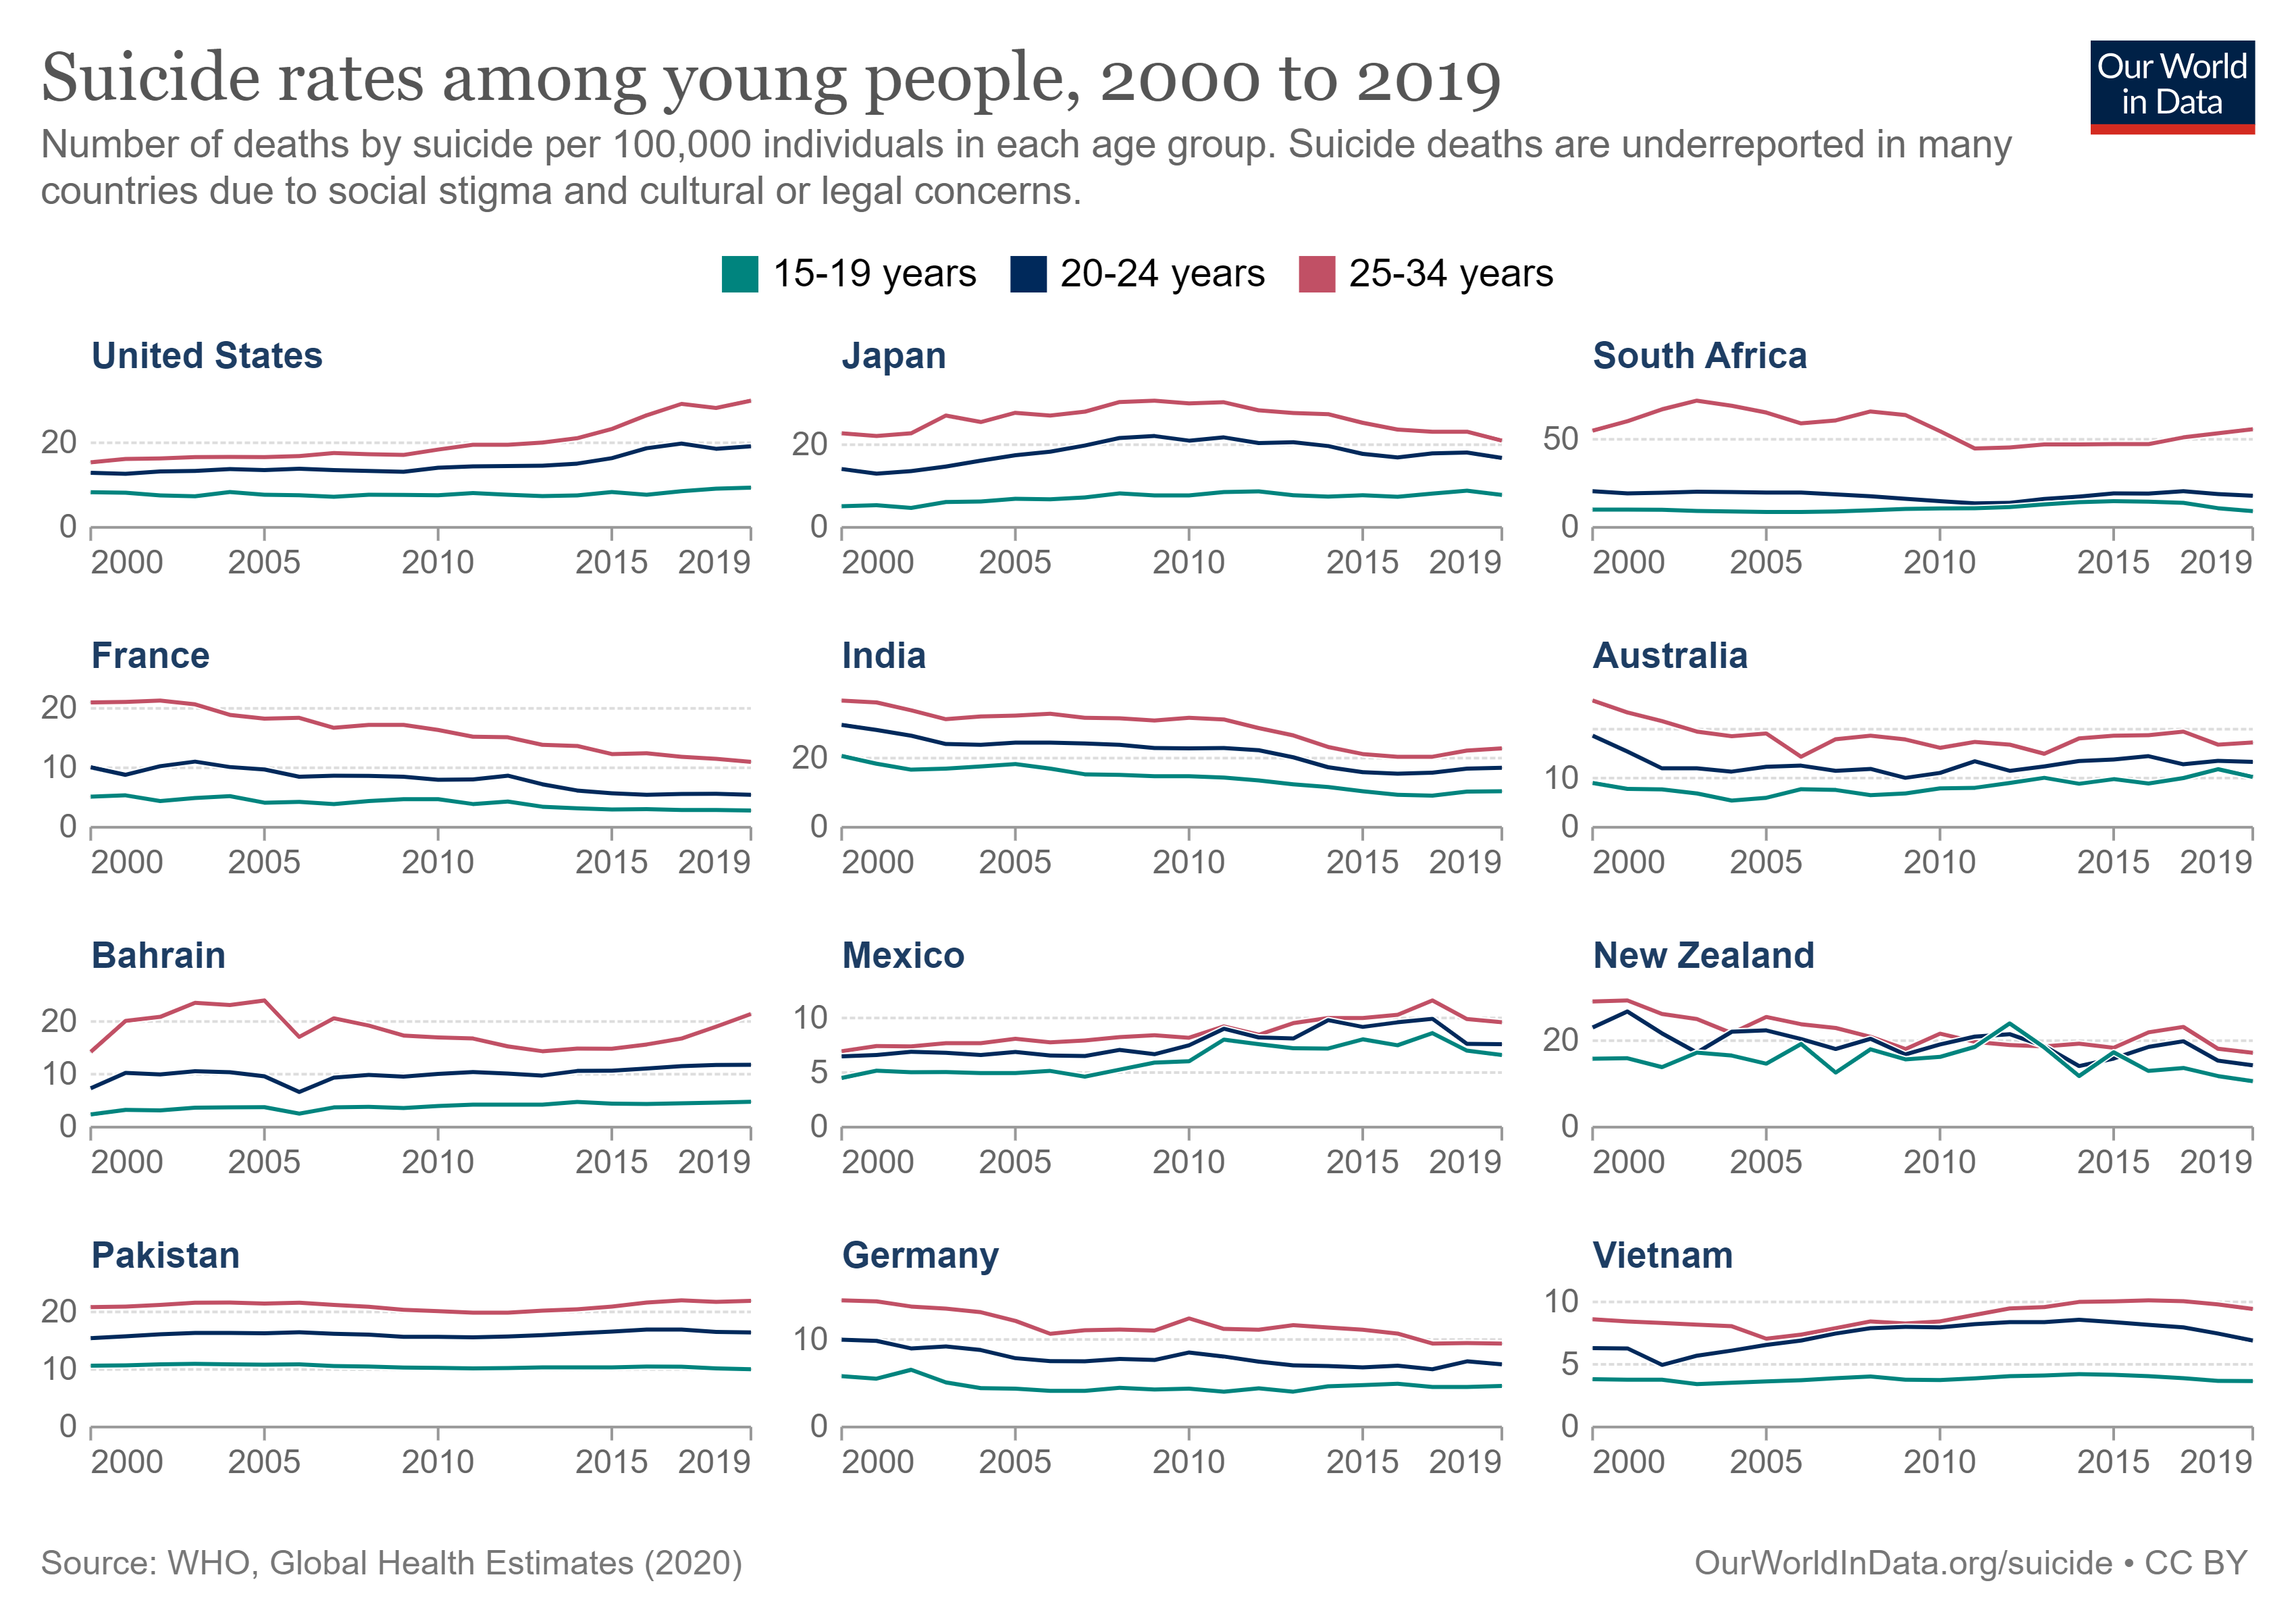 Suicide rates among young people, 2000 to 2019
Our World
in Data
Number of deaths by suicide per 100,000 individuals in each age group. Suicide deaths are underreported in many
countries due to social stigma and cultural or legal concerns.
15-19 years 20-24 years 25-34 years
United States
20
0
2000 2005 2010 2015 2019
Japan
20
0
2000 2005 2010 2015 2019
South Africa
50
0
2000 2005 2010 2015 2019
France
20
10
0
2000 2005 2010 2015 2019
India
20
0
2000 2005 2010 2015 2019
Australia
10
0
2000 2005 2010 2015 2019
Bahrain
20
10
0
2000 2005 2010 2015 2019
Mexico
10
5
0
2000 2005 2010 2015 2019
New Zealand
20
0
2000 2005 2010 2015 2019
Pakistan
20
10
0
2000 2005 2010 2015 2019
Germany
10
0
2000 2005 2010 2015 2019
Vietnam
10
5
0
2000 2005 2010 2015 2019
Source: WHO, Global Health Estimates (2020)
OurWorldInData.org/suicide • CC BY